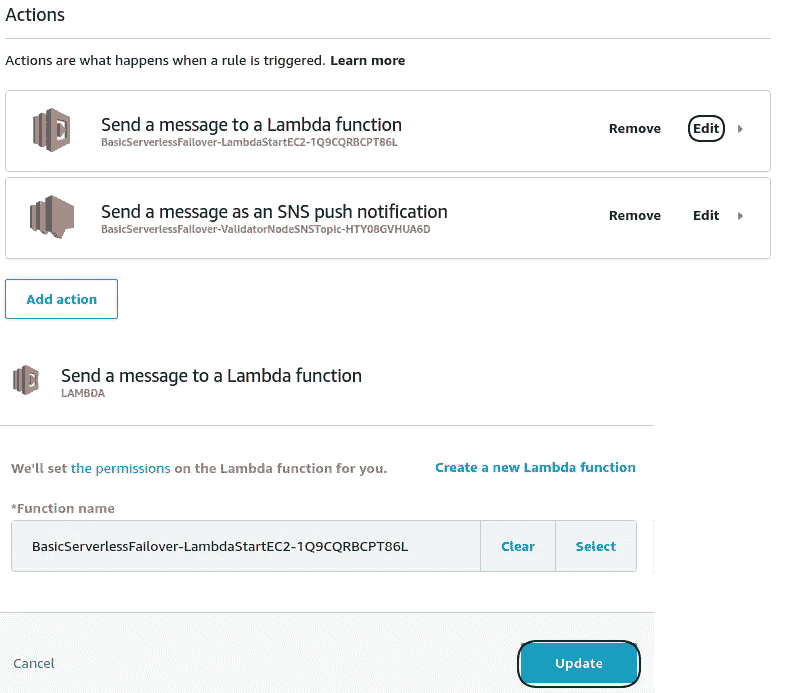 Actions
Actions are what happens when a rule is triggered. Learn more
Send a message to a Lambda function
BasicServerlessFailover-LambdaStartEC2-1Q9CQRBCPT86L
Remove
Edit
Send a message as an SNS push notification
BasicServerlessFailover-ValidatorNodeSNSTopic-HTY08GVHUA6D
Remove
Edit
Add action
Send a message to a Lambda function
LAMBDA
We'll set the permissions on the Lambda function for you.
Create a new Lambda function
*Function name
BasicServerlessFailover-LambdaStartEC2-1Q9CQRBCPT86L
Clear
Select
Cancel
Update